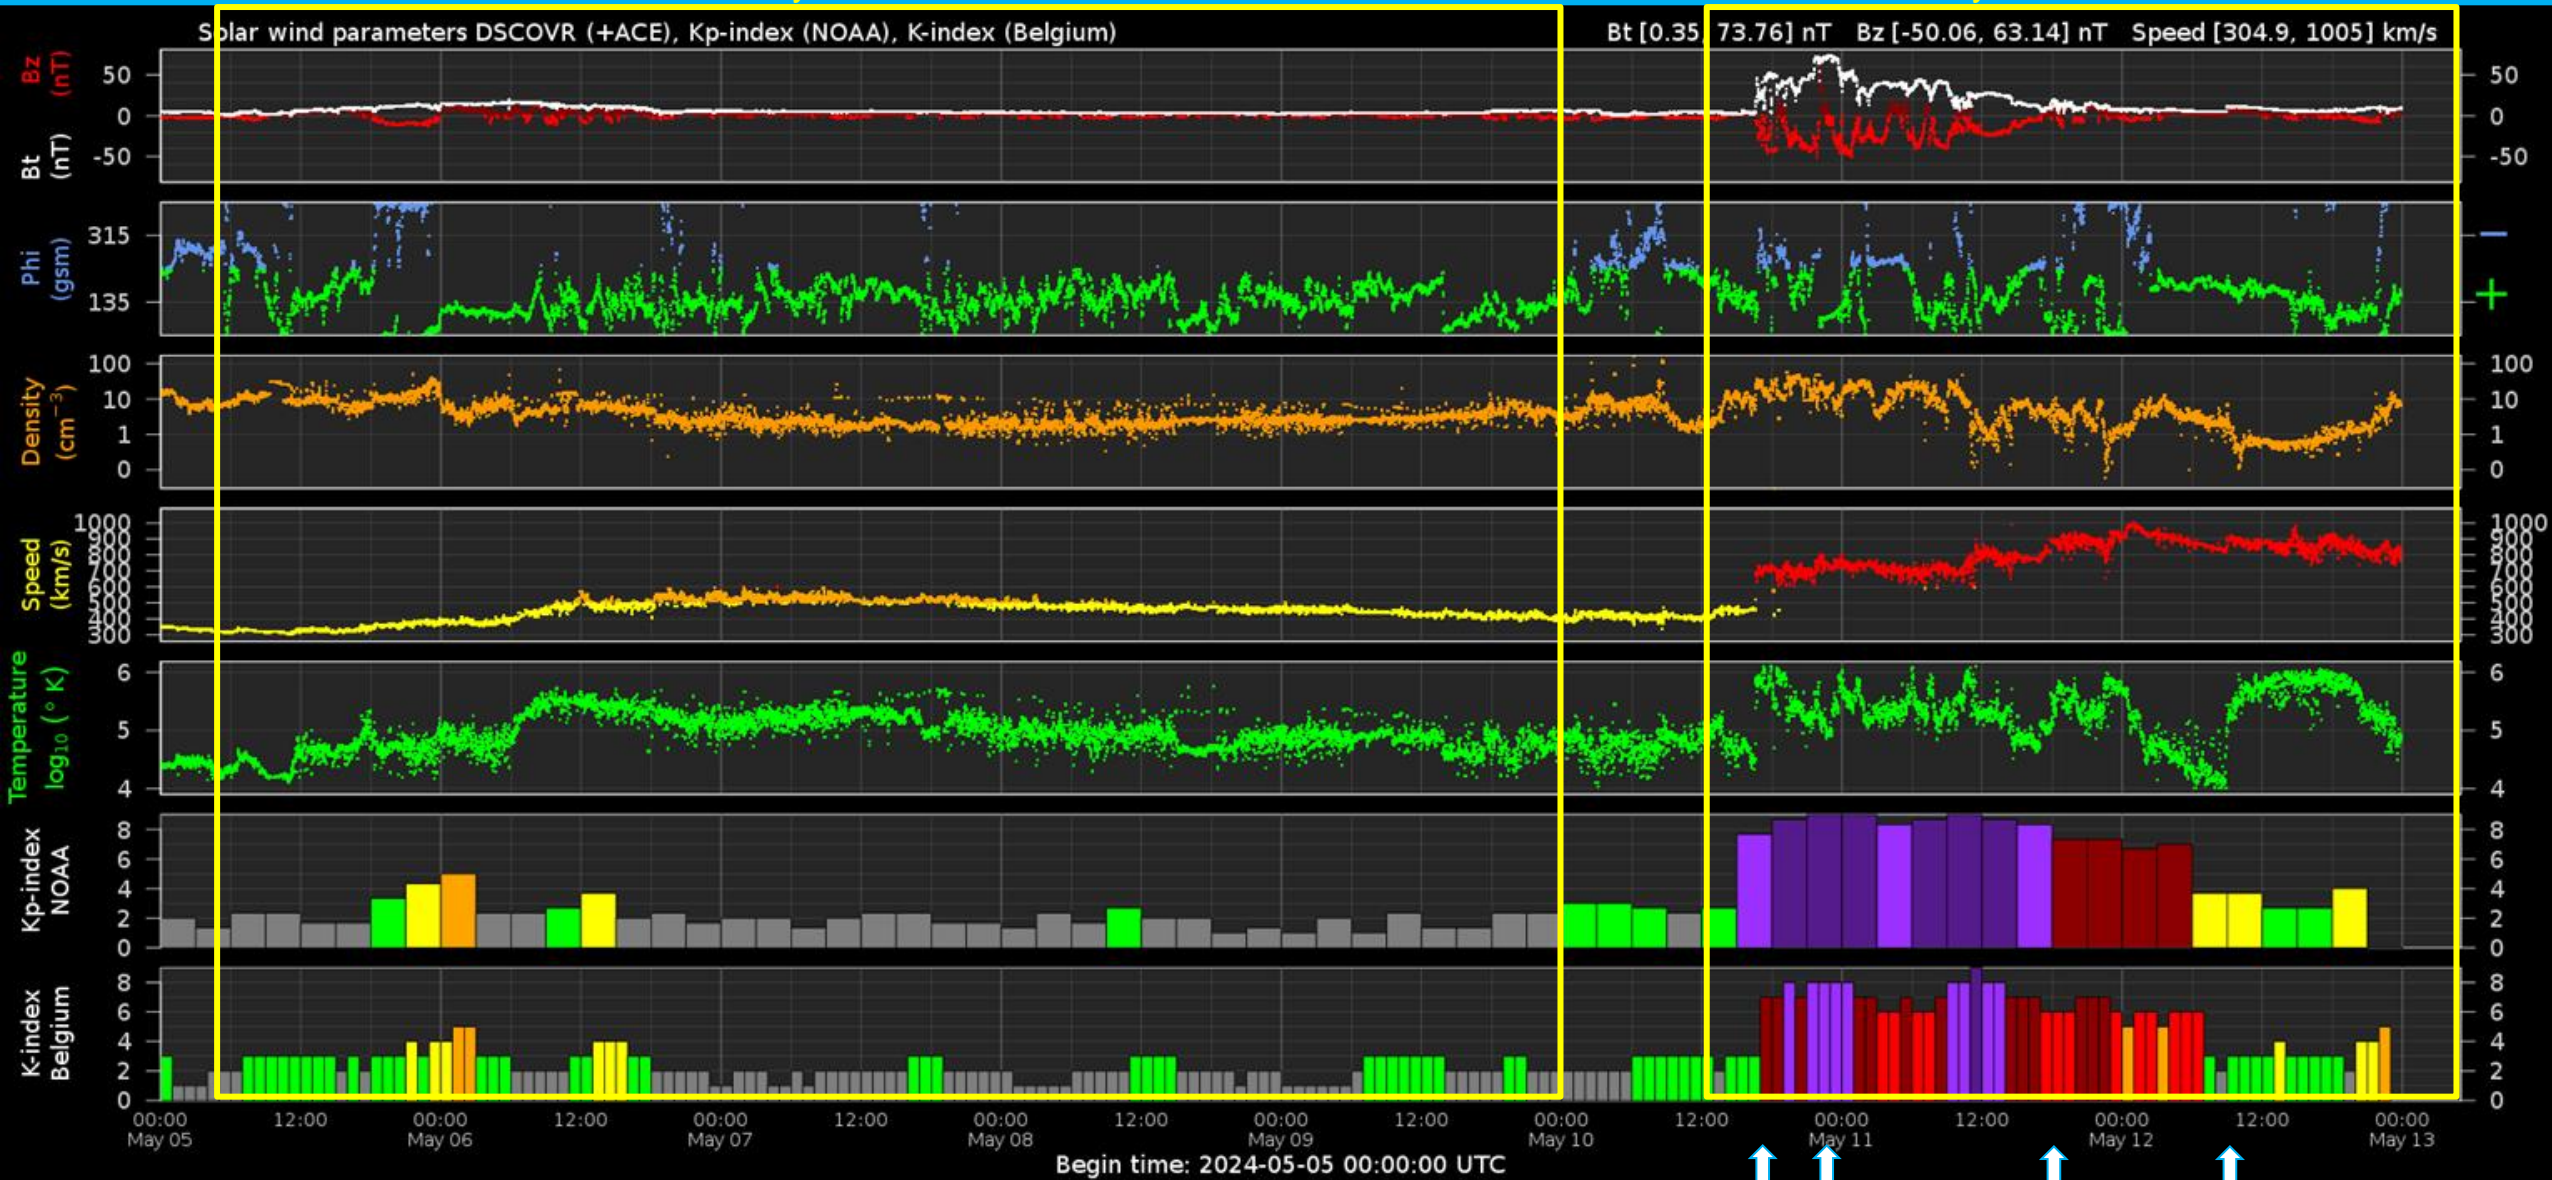 Solar wind parameters DSCOVR (+ACE), Kp-index (NOAA), K-index (Belgium)
Bt [0.35, 73.76] nT Bz [-50.06, 63.14] nT Speed [304.9, 1005] km/s
Bz
(nT)
Bt
(nT)
50
0
-50
50
0
-50
Phi
(gsm)
315
135
−
+
Density
(cm⁻³)
100
10
1
0
100
10
1
0
Speed
(km/s)
1000
900
800
700
600
500
400
300
1000
900
800
700
600
500
400
300
Temperature
log₁₀ (° K)
6
5
4
6
5
4
Kp-index
NOAA
8
6
4
2
0
8
6
4
2
0
K-index
Belgium
8
6
4
2
0
8
6
4
2
0
00:00 12:00 00:00 12:00 00:00 12:00 00:00 12:00 00:00 12:00 00:00 12:00 00:00 12:00 00:00 12:00 00:00
May 05 May 06 May 07 May 08 May 09 May 10 May 11 May 12 May 13
Begin time: 2024-05-05 00:00:00 UTC